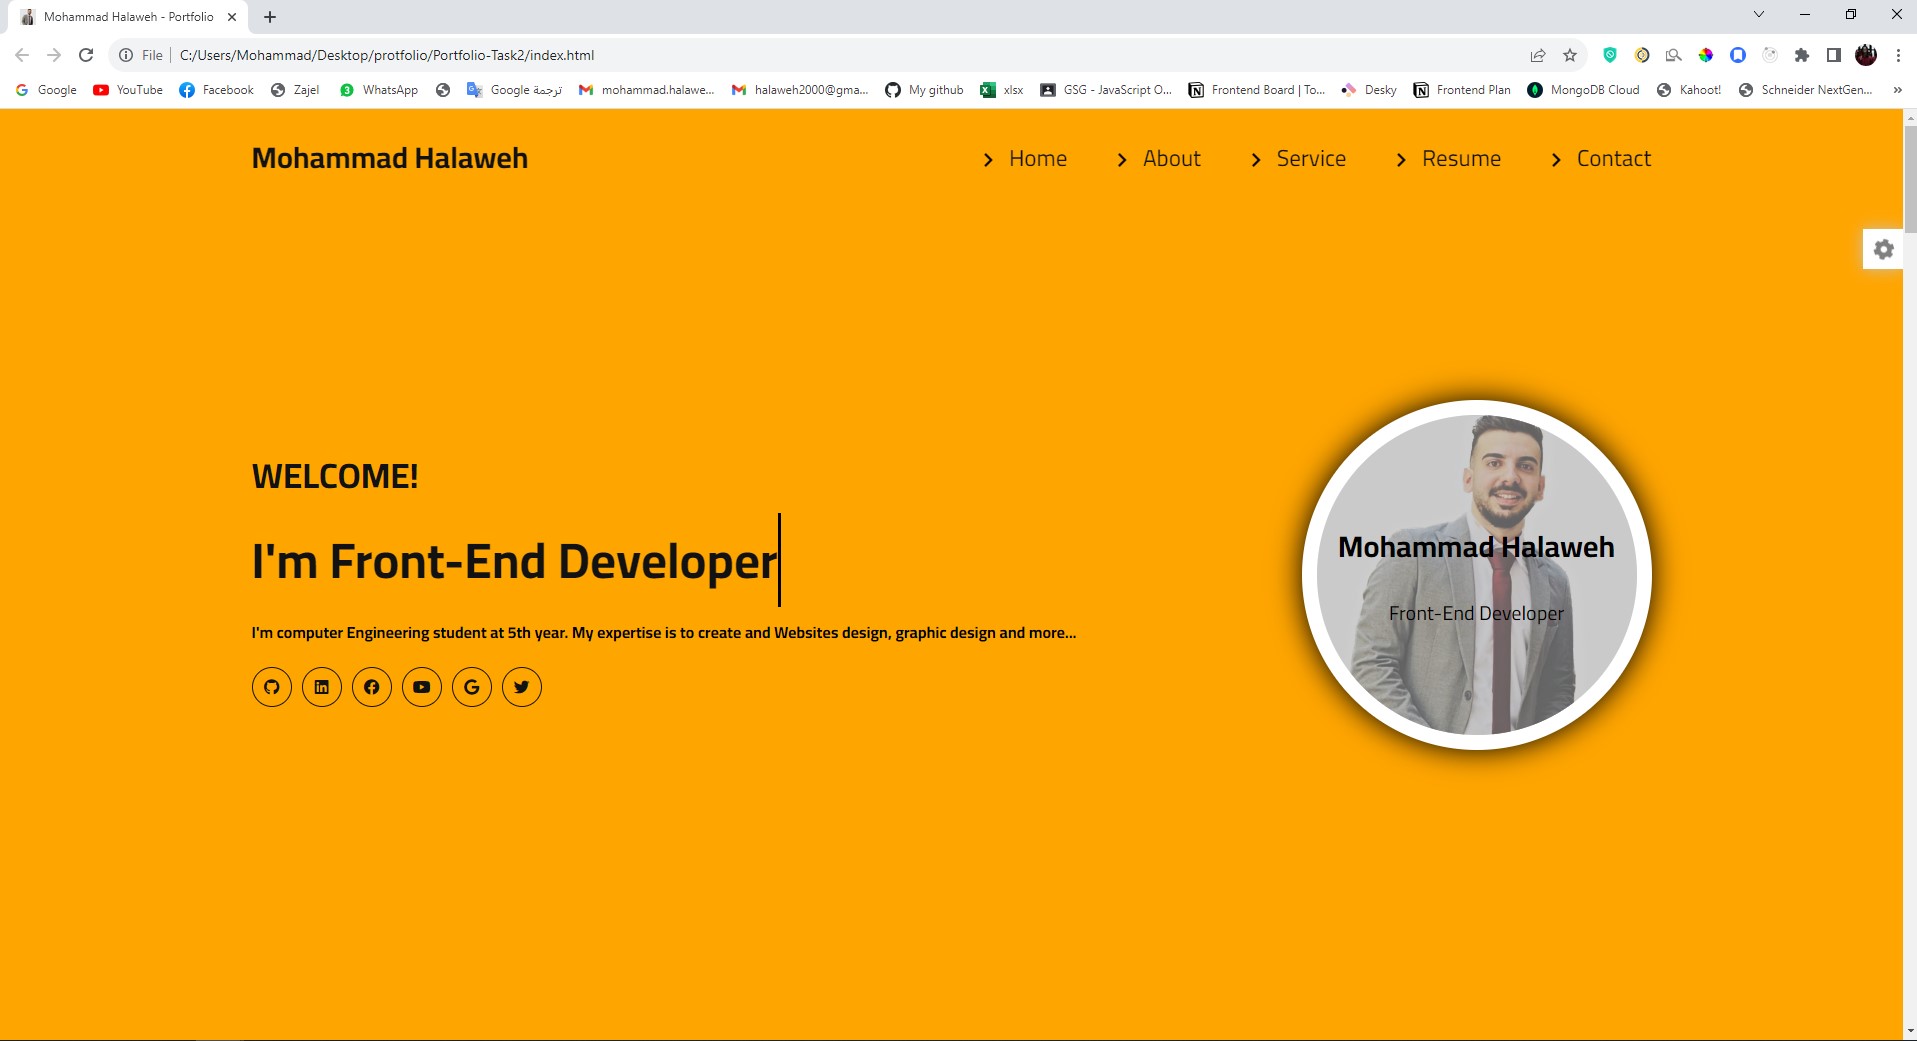 Mohammad Halaweh - Portfolio
File C:/Users/Mohammad/Desktop/protfolio/Portfolio-Task2/index.html
Google YouTube Facebook Zajel WhatsApp ترجمة Google mohammad.halawe... halaweh2000@gma... My github xlsx GSG - JavaScript O... Frontend Board | To... Desky Frontend Plan MongoDB Cloud Kahoot! Schneider NextGen... »
Mohammad Halaweh
Home About Service Resume Contact
WELCOME!
I'm Front-End Developer
I'm computer Engineering student at 5th year. My expertise is to create and Websites design, graphic design and more...
Mohammad Halaweh
Front-End Developer